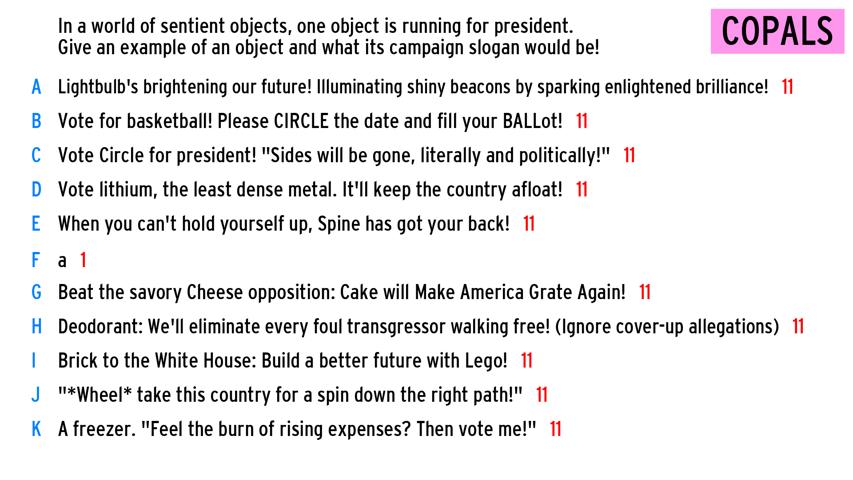 In a world of sentient objects, one object is running for president.
Give an example of an object and what its campaign slogan would be!
COPALS
A Lightbulb's brightening our future! Illuminating shiny beacons by sparking enlightened brilliance! 11
B Vote for basketball! Please CIRCLE the date and fill your BALLot! 11
C Vote Circle for president! "Sides will be gone, literally and politically!" 11
D Vote lithium, the least dense metal. It'll keep the country afloat! 11
E When you can't hold yourself up, Spine has got your back! 11
F a 1
G Beat the savory Cheese opposition: Cake will Make America Grate Again! 11
H Deodorant: We'll eliminate every foul transgressor walking free! (Ignore cover-up allegations) 11
I Brick to the White House: Build a better future with Lego! 11
J "*Wheel* take this country for a spin down the right path!" 11
K A freezer. "Feel the burn of rising expenses? Then vote me!" 11